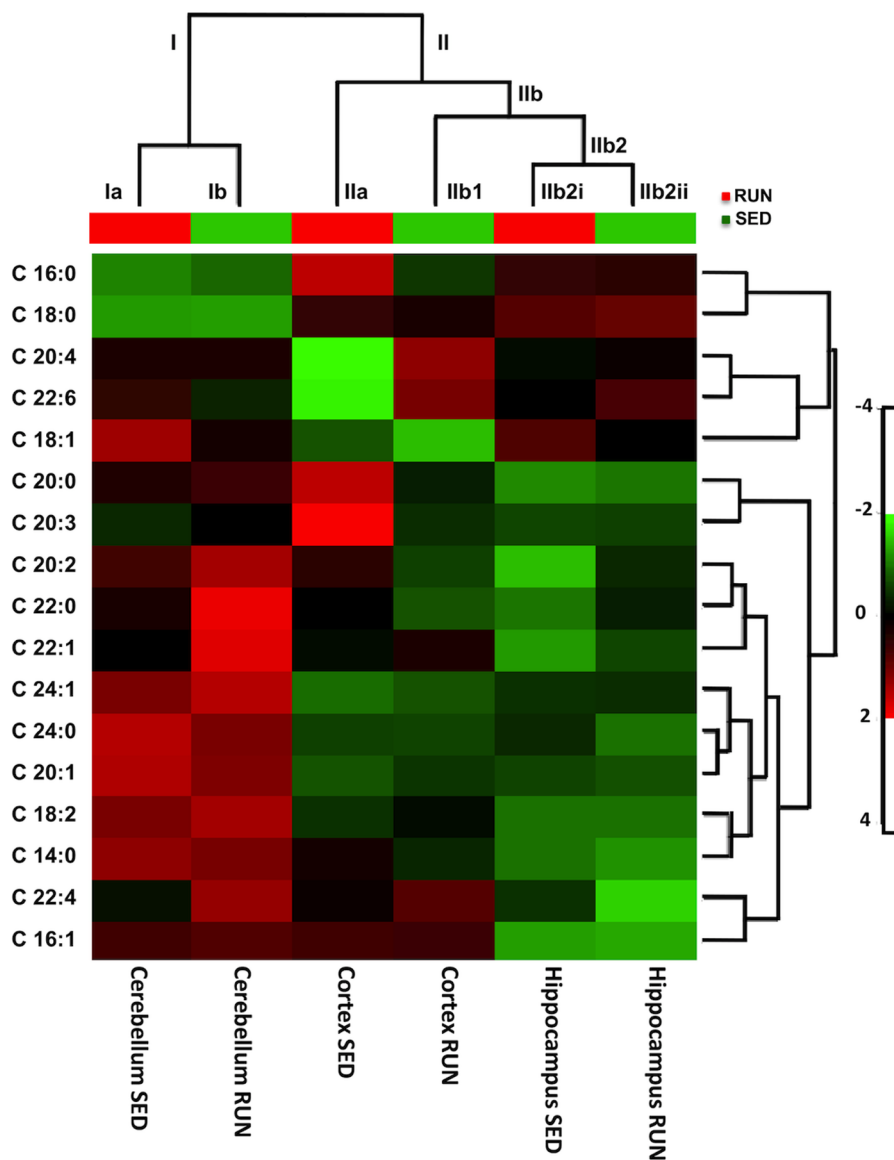 I
II
IIb
IIb2
Ia
Ib
IIa
IIb1
IIb2i
IIb2ii
RUN
SED
C 16:0
C 18:0
C 20:4
C 22:6
C 18:1
C 20:0
C 20:3
C 20:2
C 22:0
C 22:1
C 24:1
C 24:0
C 20:1
C 18:2
C 14:0
C 22:4
C 16:1
-4
-2
0
2
4
Cerebellum SED
Cerebellum RUN
Cortex SED
Cortex RUN
Hippocampus SED
Hippocampus RUN